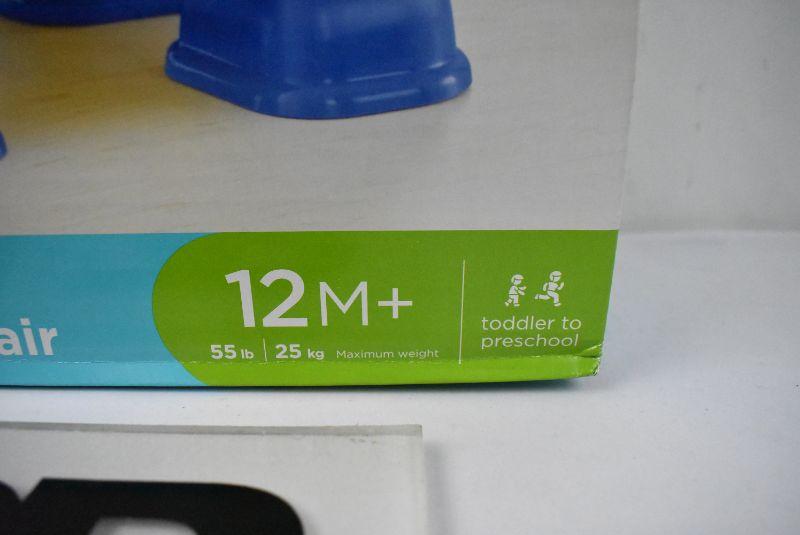 12M+
55 lb | 25 kg Maximum weight
toddler to
preschool
air